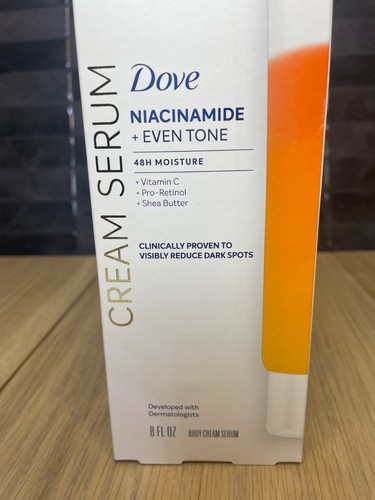 CREAM SERUM
Dove
NIACINAMIDE
+ EVEN TONE
48H MOISTURE
+ Vitamin C
+ Pro-Retinol
+ Shea Butter
CLINICALLY PROVEN TO
VISIBLY REDUCE DARK SPOTS
Developed with
Dermatologists
8 FL OZ BODY CREAM SERUM